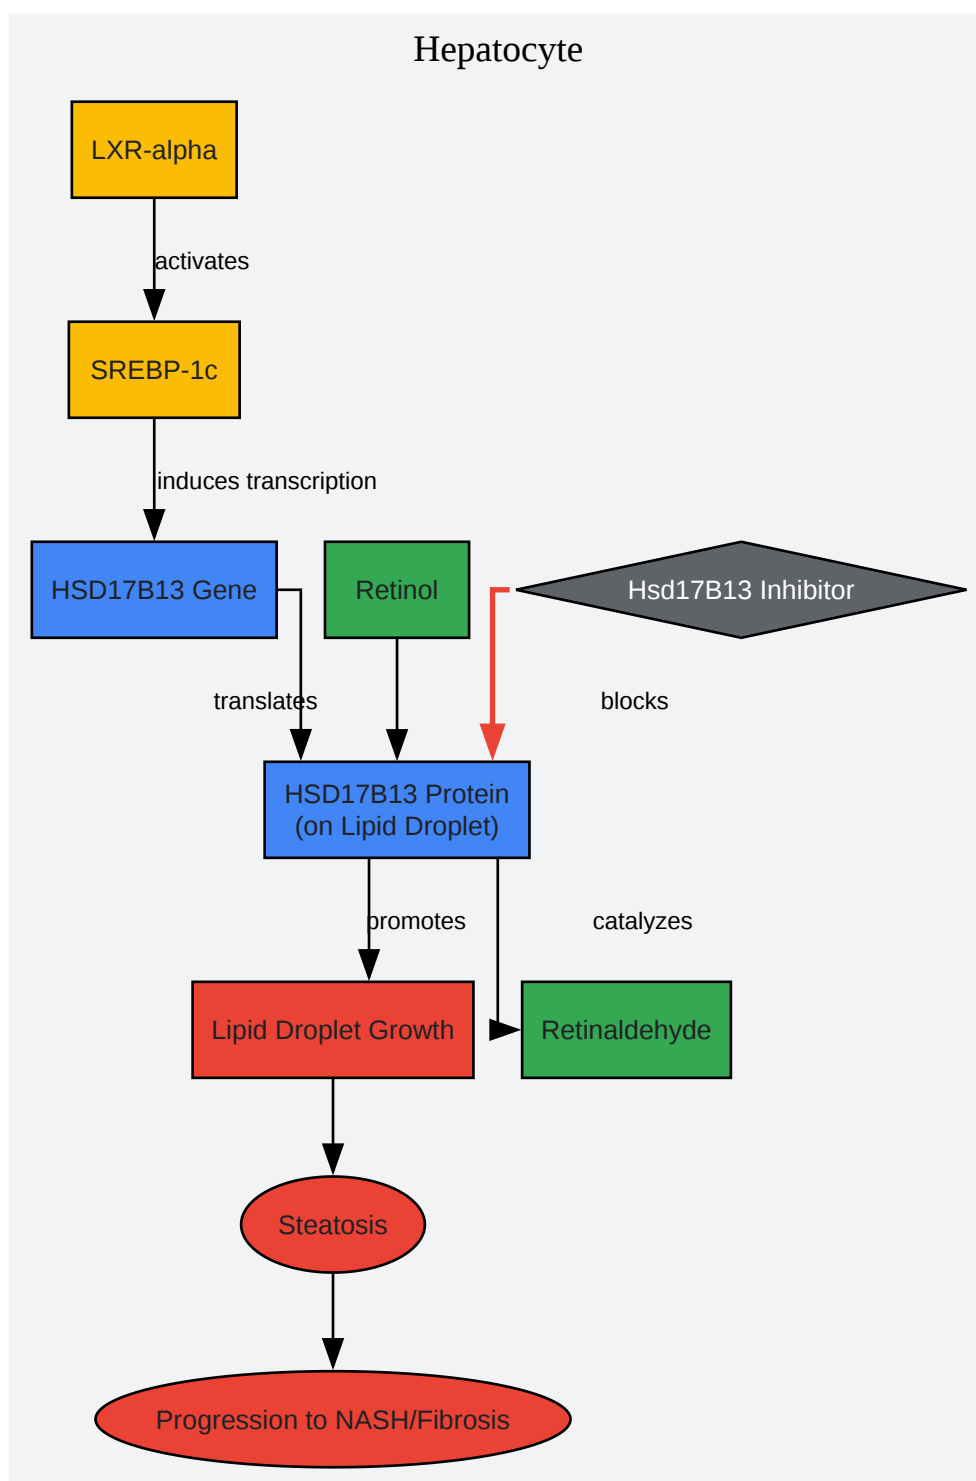 Hepatocyte
LXR-alpha
activates
SREBP-1c
induces transcription
HSD17B13 Gene
Retinol
Hsd17B13 Inhibitor
translates
blocks
HSD17B13 Protein
(on Lipid Droplet)
promotes
catalyzes
Lipid Droplet Growth
Retinaldehyde
Steatosis
Progression to NASH/Fibrosis